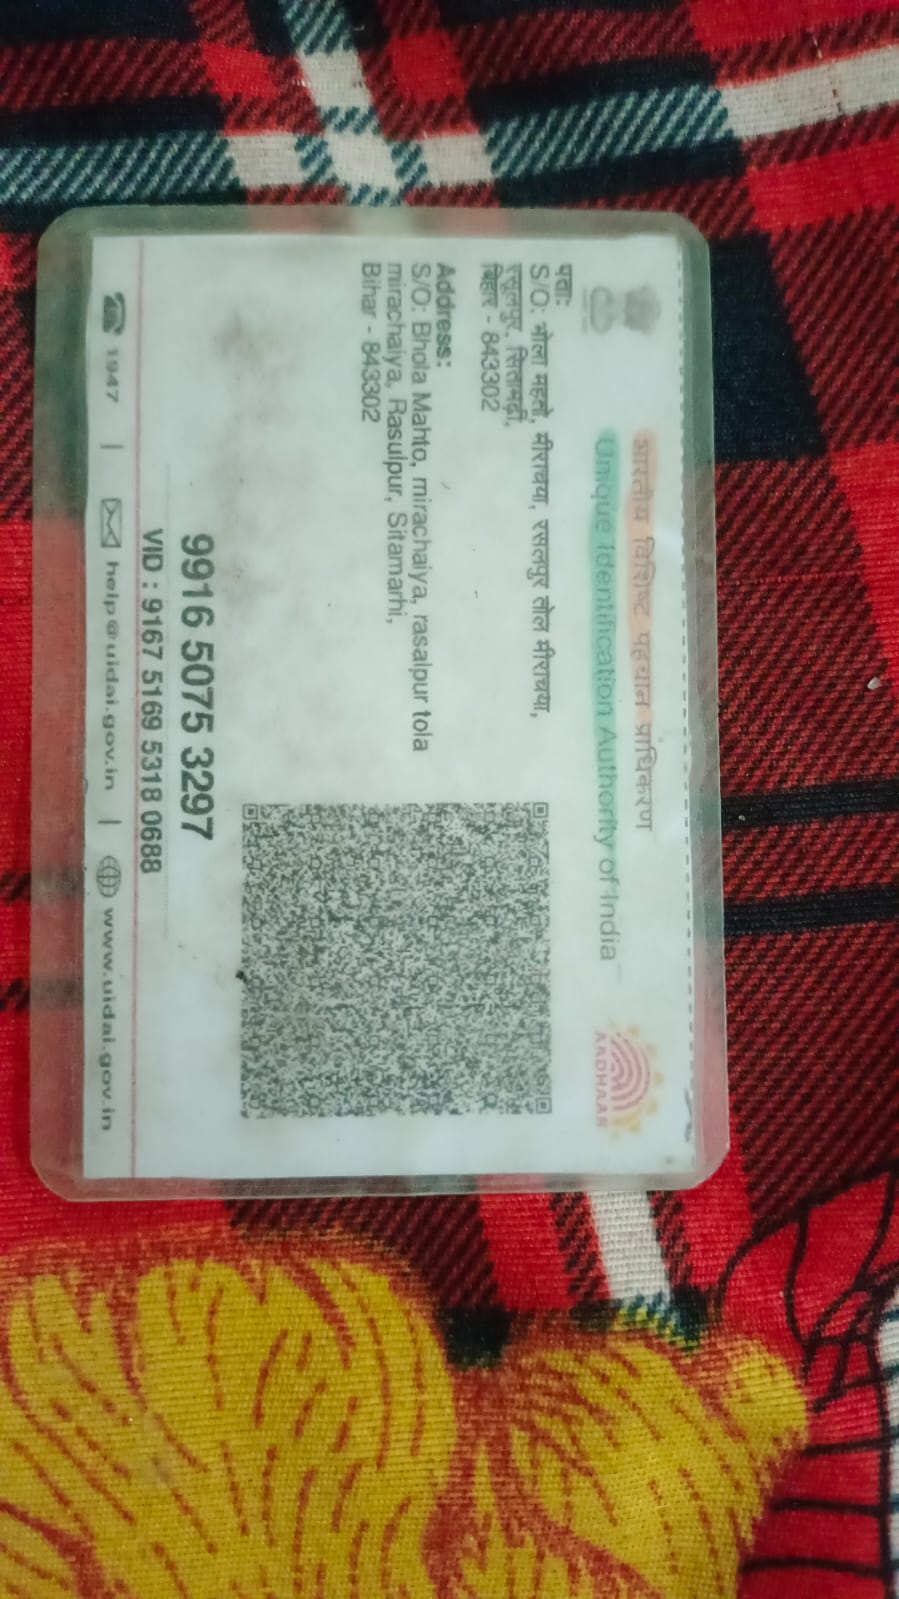 भारतीय विशिष्ट पहचान प्राधिकरण
Unique Identification Authority of India
AADHAAR
पता:
S/O: भोला महतो, मीराचया, रसलपुर तोल मीराचया,
रसुलपुर, सितामढ़ी,
बिहार - 843302
Address:
S/O: Bhola Mahto, mirachaiya, rasalpur tola
mirachaiya, Rasulpur, Sitamarhi,
Bihar - 843302
9916 5075 3297
VID : 9167 5169 5318 0688
1947 | help@uidai.gov.in | www.uidai.gov.in